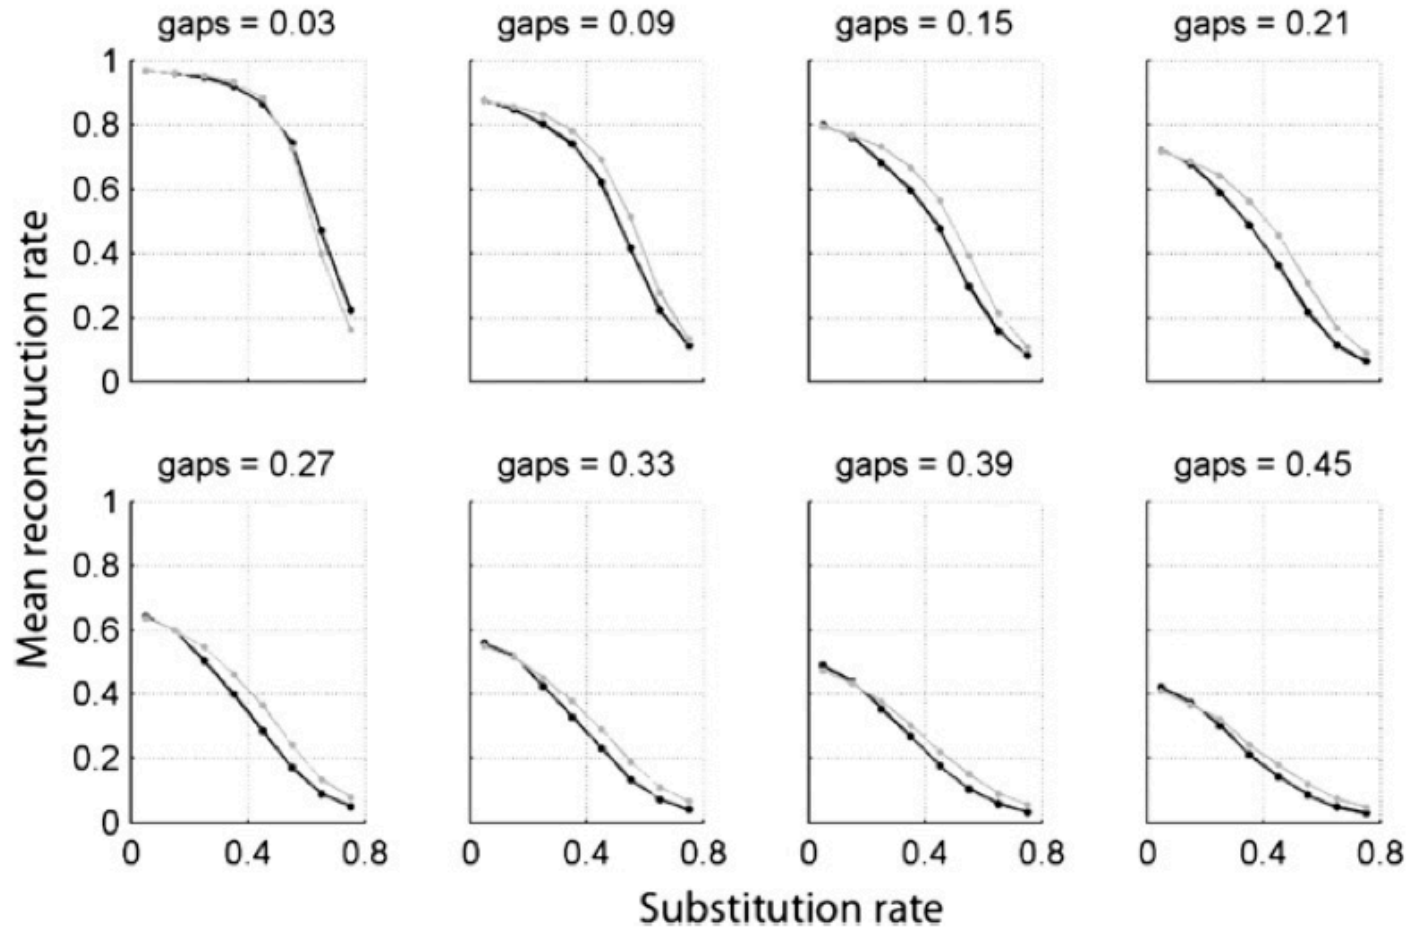 gaps = 0.03 gaps = 0.09 gaps = 0.15 gaps = 0.21
1
0.8
0.6
0.4
0.2
0
gaps = 0.27 gaps = 0.33 gaps = 0.39 gaps = 0.45
1
0.8
0.6
0.4
0.2
0
0 0.4 0.8 0 0.4 0.8 0 0.4 0.8 0 0.4 0.8
Mean reconstruction rate
Substitution rate